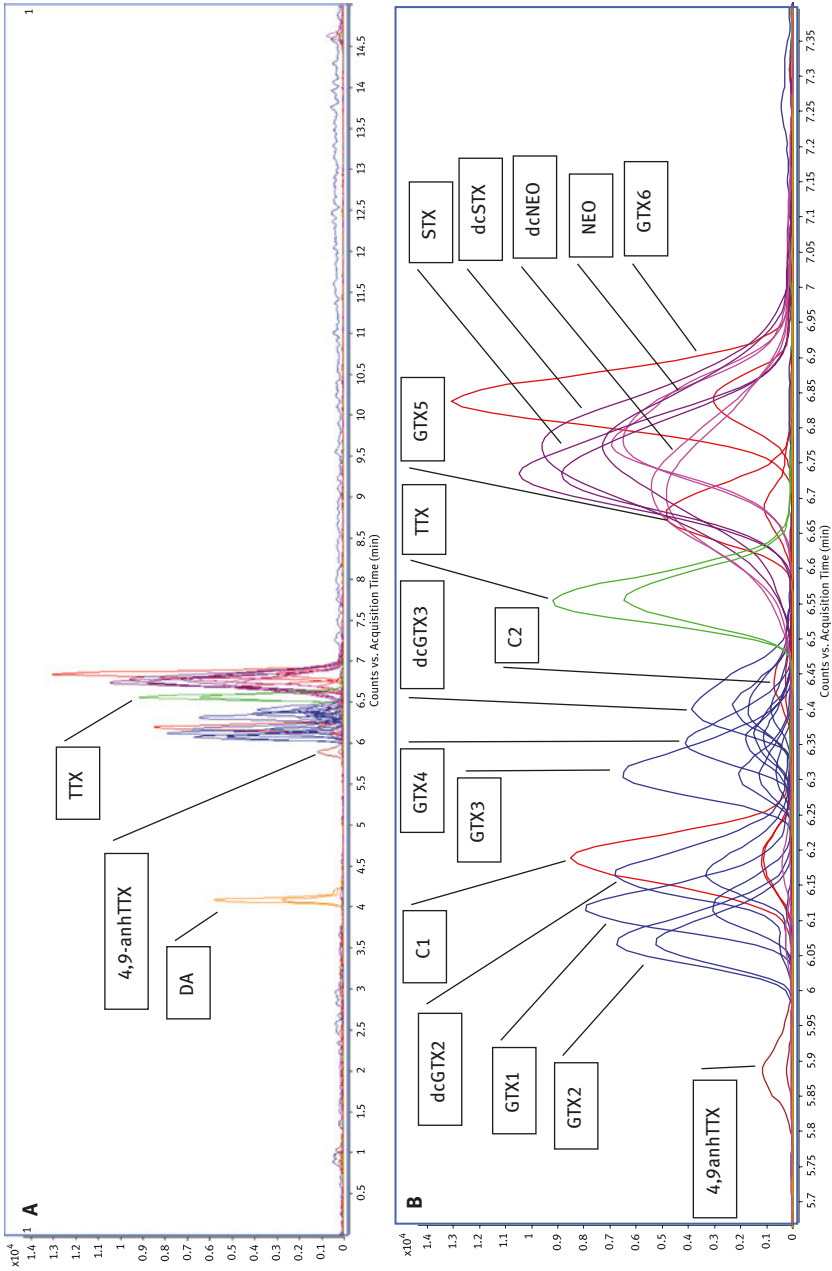 A
x10⁴
1
1
1.4
1.3
1.2
1.1
1
0.9
0.8
0.7
0.6
0.5
0.4
0.3
0.2
0.1
0
TTX
4,9-anhTTX
DA
0.5 1 1.5 2 2.5 3 3.5 4 4.5 5 5.5 6 6.5 7 7.5 8 8.5 9 9.5 10 10.5 11 11.5 12 12.5 13 13.5 14 14.5
Counts vs. Acquisition Time (min)
B
x10⁴
1.4
1.3
1.2
1.1
1
0.9
0.8
0.7
0.6
0.5
0.4
0.3
0.2
0.1
0
C1
dcGTX2
GTX1
GTX2
4,9anhTTX
GTX4
GTX3
dcGTX3
C2
TTX
GTX5
STX
dcSTX
dcNEO
NEO
GTX6
5.7 5.75 5.8 5.85 5.9 5.95 6 6.05 6.1 6.15 6.2 6.25 6.3 6.35 6.4 6.45 6.5 6.55 6.6 6.65 6.7 6.75 6.8 6.85 6.9 6.95 7 7.05 7.1 7.15 7.2 7.25 7.3 7.35
Counts vs. Acquisition Time (min)